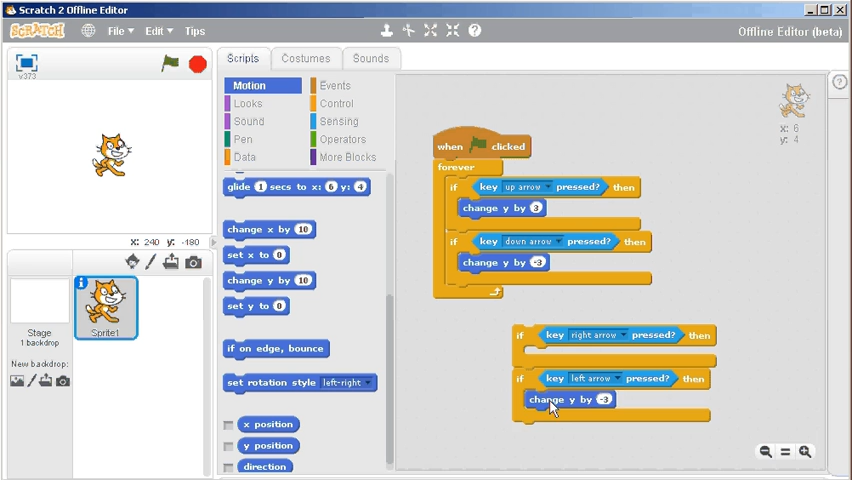 Scratch 2 Offline Editor
SCRATCH File Edit Tips Offline Editor (beta)
v373
Scripts Costumes Sounds
Motion Events
Looks Control
Sound Sensing
Pen Operators
Data More Blocks
glide 1 secs to x: 6 y: 4
change x by 10
set x to 0
change y by 10
set y to 0
if on edge, bounce
set rotation style left-right
x position
y position
direction
X: 240 y: -180
Sprite1
Stage
1 backdrop
New backdrop:
x: 6
y: 4
when clicked
forever
if key up arrow pressed? then
change y by 3
if key down arrow pressed? then
change y by -3
if key right arrow pressed? then
if key left arrow pressed? then
change y by -3